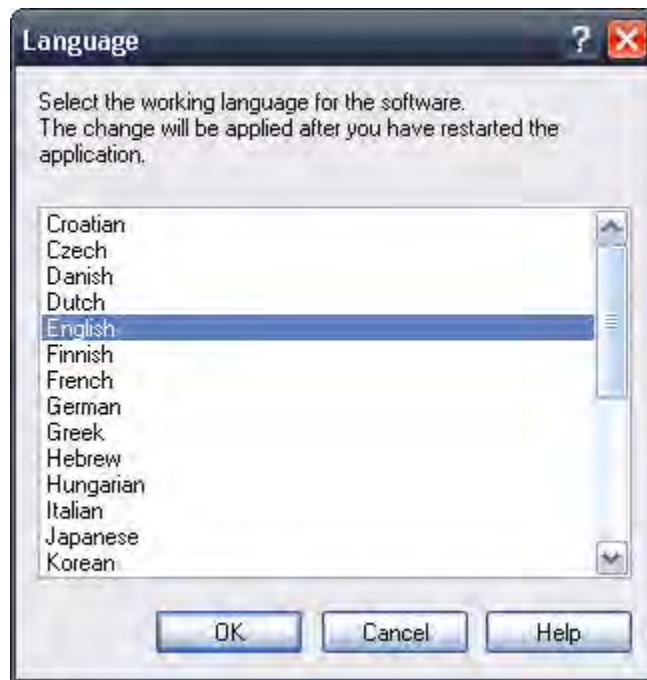 Language ?
Select the working language for the software.
The change will be applied after you have restarted the
application.
Croatian
Czech
Danish
Dutch
English
Finnish
French
German
Greek
Hebrew
Hungarian
Italian
Japanese
Korean
OK Cancel Help